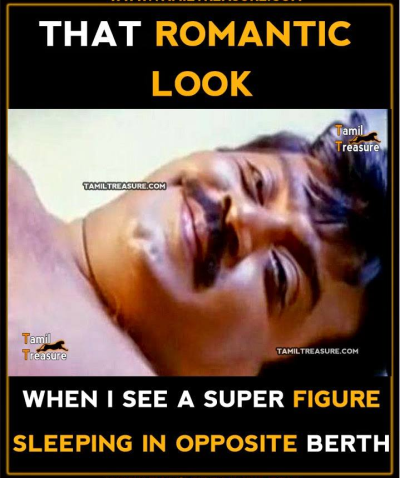 THAT ROMANTIC
LOOK
Tamil
Treasure
TAMILTREASURE.COM
Tamil
Treasure
TAMILTREASURE.COM
WHEN I SEE A SUPER FIGURE
SLEEPING IN OPPOSITE BERTH